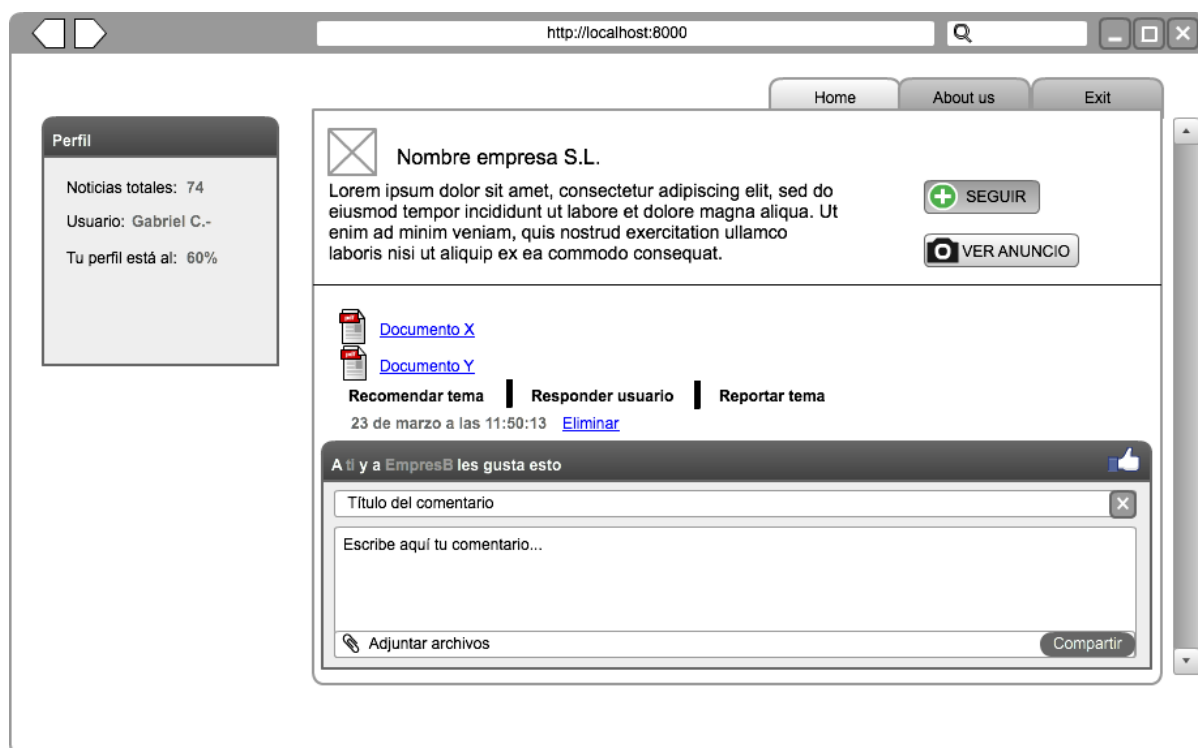 http://localhost:8000
Home
About us
Exit
Perfil
Noticias totales: 74
Usuario: Gabriel C.-
Tu perfil está al: 60%
Nombre empresa S.L.
Lorem ipsum dolor sit amet, consectetur adipiscing elit, sed do
eiusmod tempor incididunt ut labore et dolore magna aliqua. Ut
enim ad minim veniam, quis nostrud exercitation ullamco
laboris nisi ut aliquip ex ea commodo consequat.
SEGUIR
VER ANUNCIO
Documento X
Documento Y
Recomendar tema
Responder usuario
Reportar tema
23 de marzo a las 11:50:13 Eliminar
A ti y a EmpresB les gusta esto
Título del comentario
Escribe aquí tu comentario...
Adjuntar archivos
Compartir